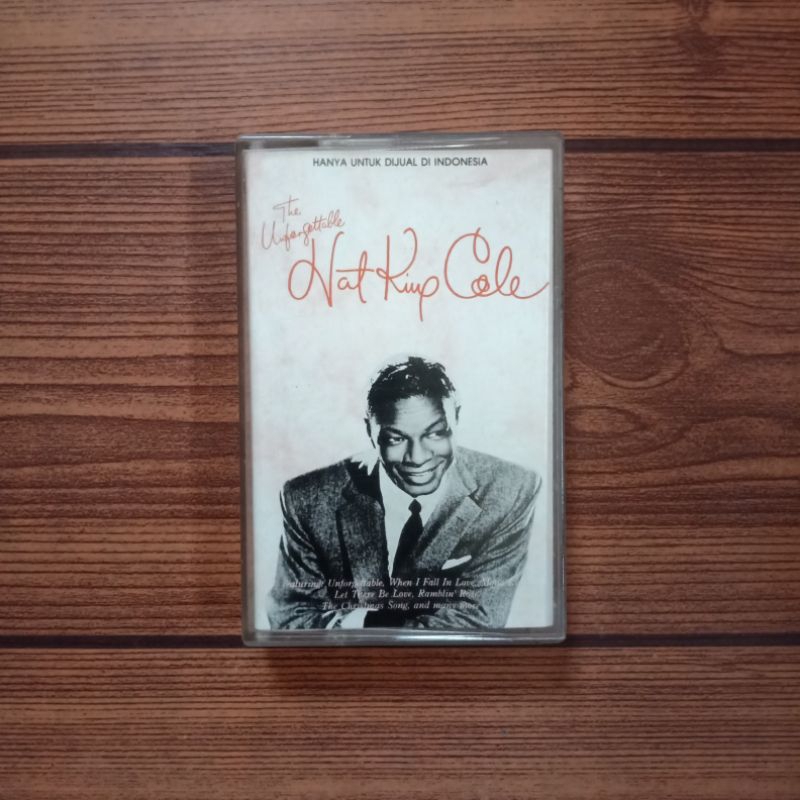 HANYA UNTUK DIJUAL DI INDONESIA
The
Unforgettable
Nat King Cole
Featuring: Unforgettable, When I Fall In Love,
Let There Be Love, Ramblin' Rose
The Christmas Song, and many more